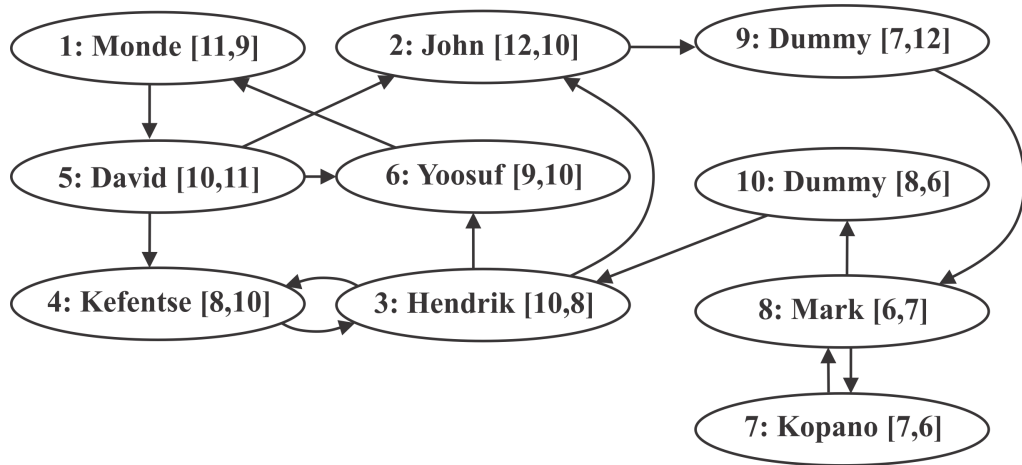 1: Monde [11,9]
2: John [12,10]
9: Dummy [7,12]
5: David [10,11]
6: Yoosuf [9,10]
10: Dummy [8,6]
4: Kefentse [8,10]
3: Hendrik [10,8]
8: Mark [6,7]
7: Kopano [7,6]